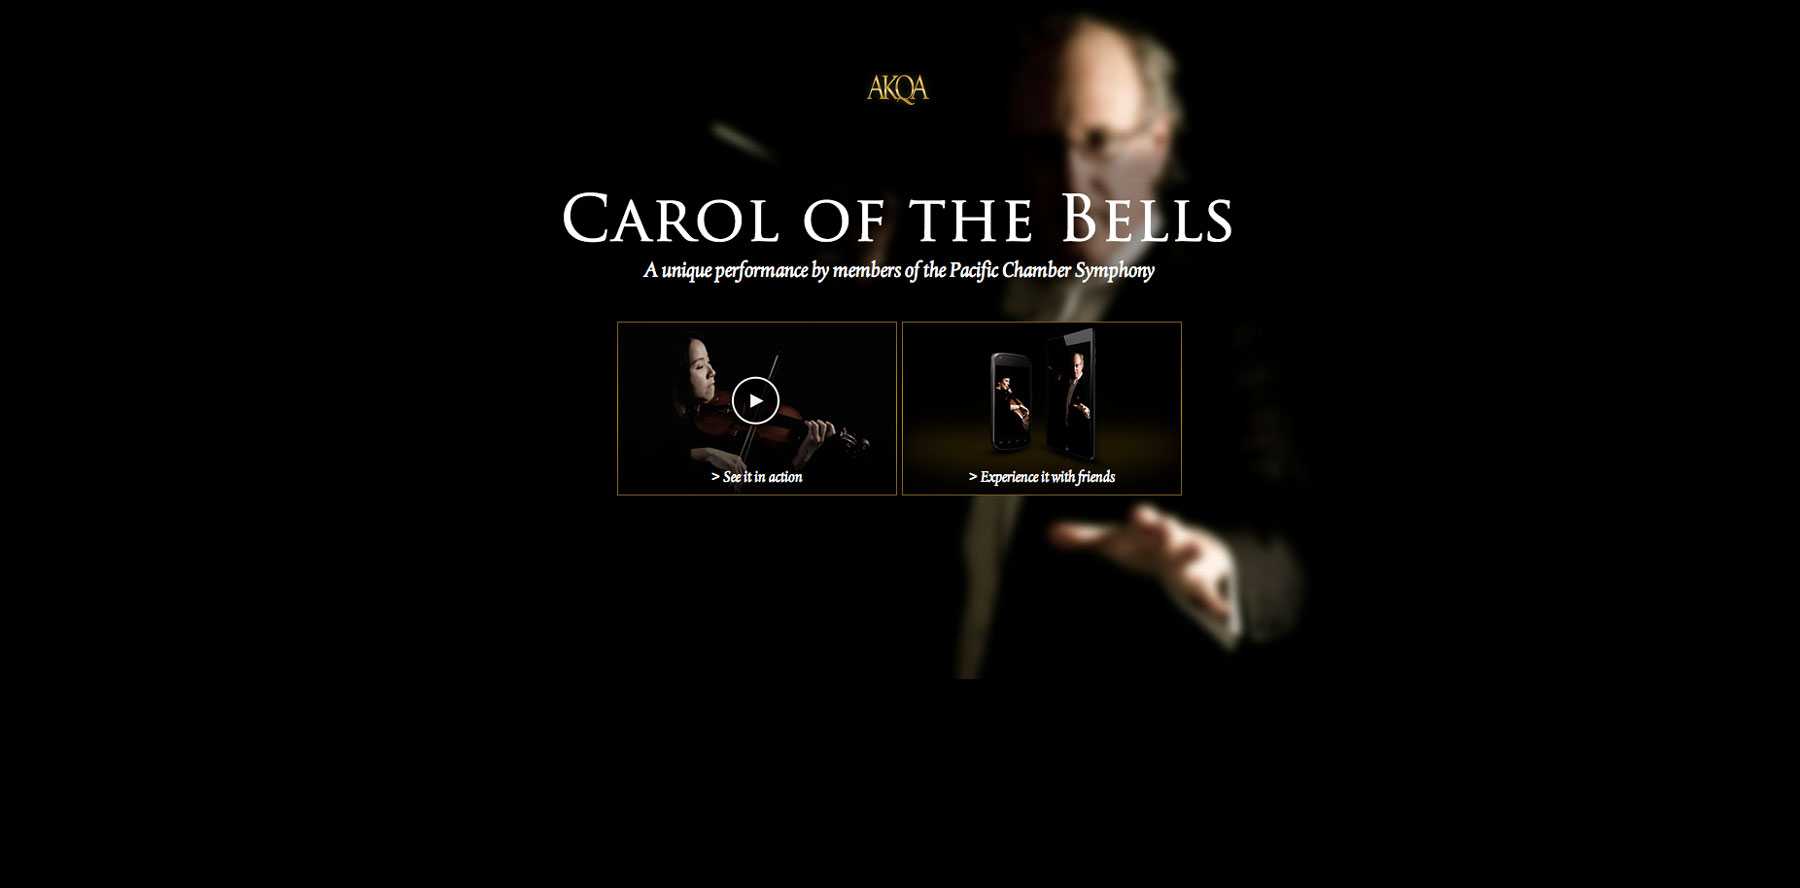 AKQA
Carol of the Bells
A unique performance by members of the Pacific Chamber Symphony
> See it in action
> Experience it with friends